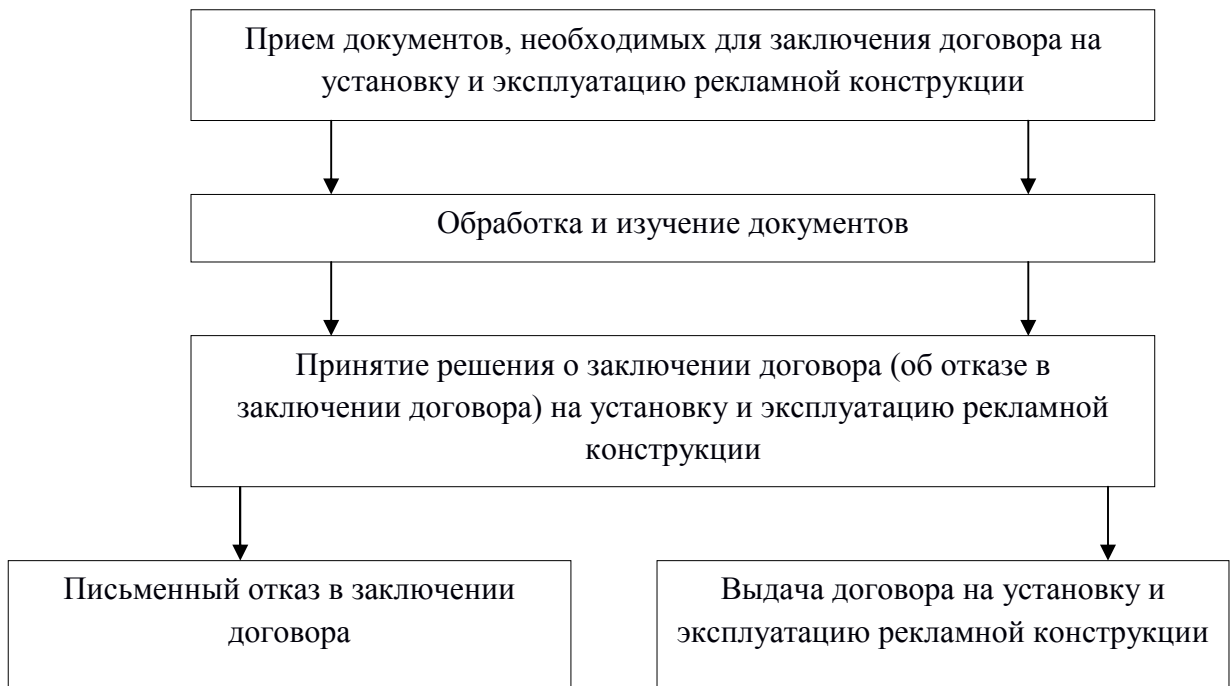 Прием документов, необходимых для заключения договора на
установку и эксплуатацию рекламной конструкции
Обработка и изучение документов
Принятие решения о заключении договора (об отказе в
заключении договора) на установку и эксплуатацию рекламной
конструкции
Письменный отказ в заключении
договора
Выдача договора на установку и
эксплуатацию рекламной конструкции